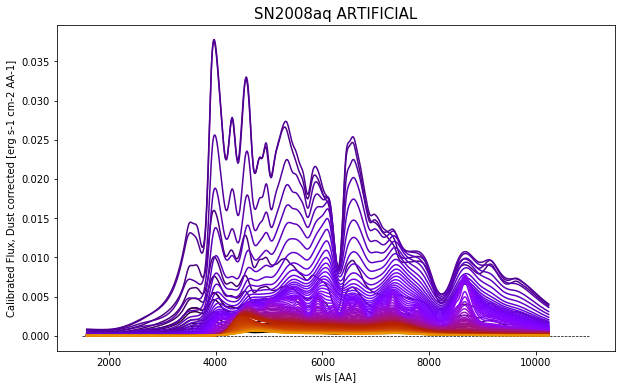 SN2008aq ARTIFICIAL
Calibrated Flux, Dust corrected [erg s-1 cm-2 AA-1]
0.035
0.030
0.025
0.020
0.015
0.010
0.005
0.000
2000 4000 6000 8000 10000
wls [AA]